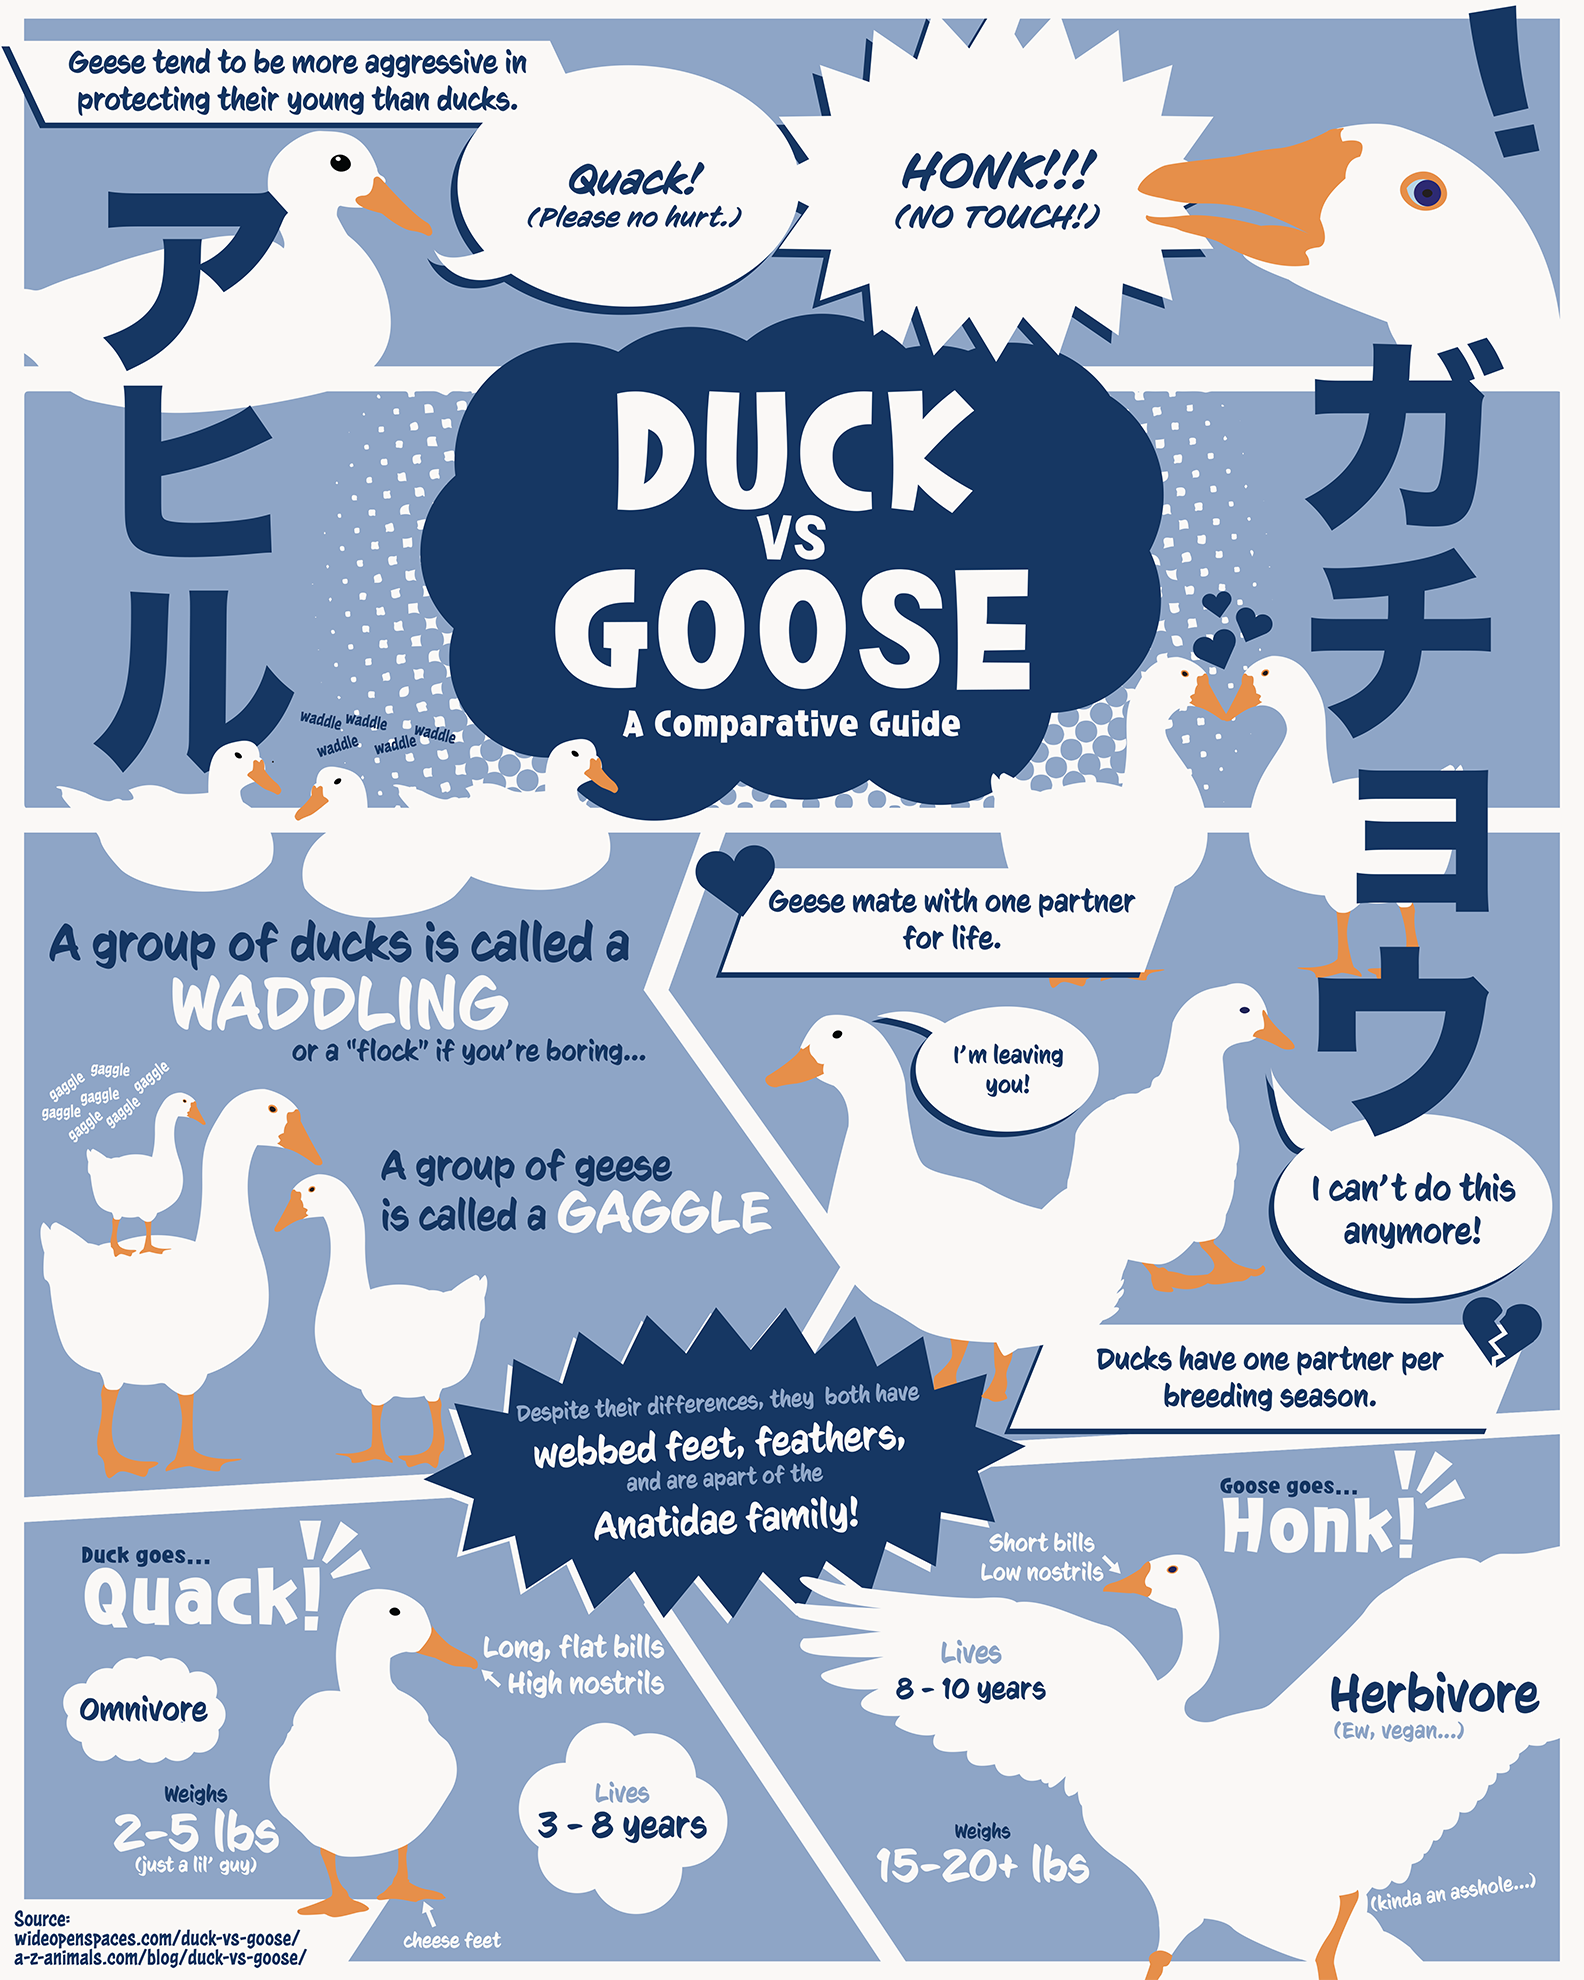 Geese tend to be more aggressive in
protecting their young than ducks.
Quack!
(Please no hurt.)
HONK!!!
(NO TOUCH!)
!
アヒル
ガチョウ
DUCK
VS
GOOSE
A Comparative Guide
waddle waddle
waddle waddle waddle
A group of ducks is called a
WADDLING
or a "flock" if you're boring...
gaggle gaggle gaggle
gaggle gaggle
gaggle gaggle
A group of geese
is called a GAGGLE
Geese mate with one partner
for life.
I'm leaving
you!
I can't do this
anymore!
Ducks have one partner per
breeding season.
Despite their differences, they both have
webbed feet, feathers,
and are apart of the
Anatidae family!
Duck goes...
Quack!
Omnivore
Long, flat bills
High nostrils
Weighs
2-5 lbs
(just a lil' guy)
Lives
3 - 8 years
cheese feet
Goose goes...
Honk!
Short bills
Low nostrils
Lives
8 - 10 years
Herbivore
(Ew, vegan...)
Weighs
15-20+ lbs
(kinda an asshole...)
Source:
wideopenspaces.com/duck-vs-goose/
a-z-animals.com/blog/duck-vs-goose/